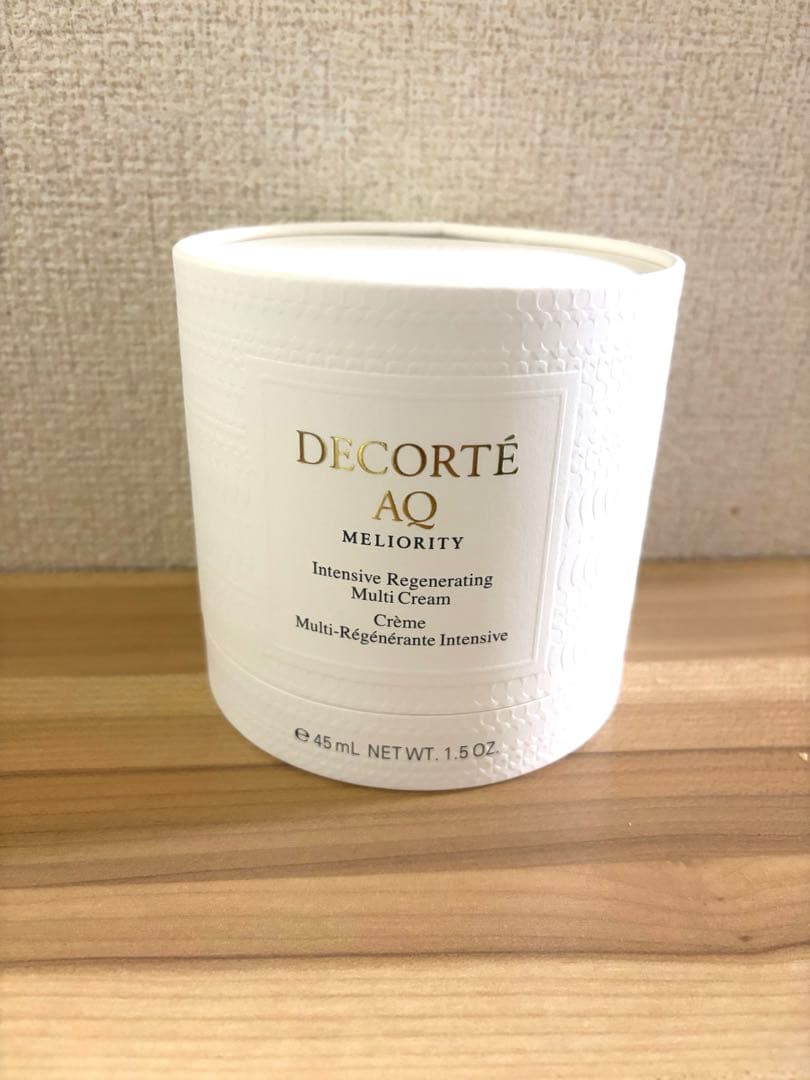 DECORTÉ
AQ
MELIORITY
Intensive Regenerating
Multi Cream
Crème
Multi-Régénérante Intensive
℮ 45 mL NET WT. 1.5 OZ.